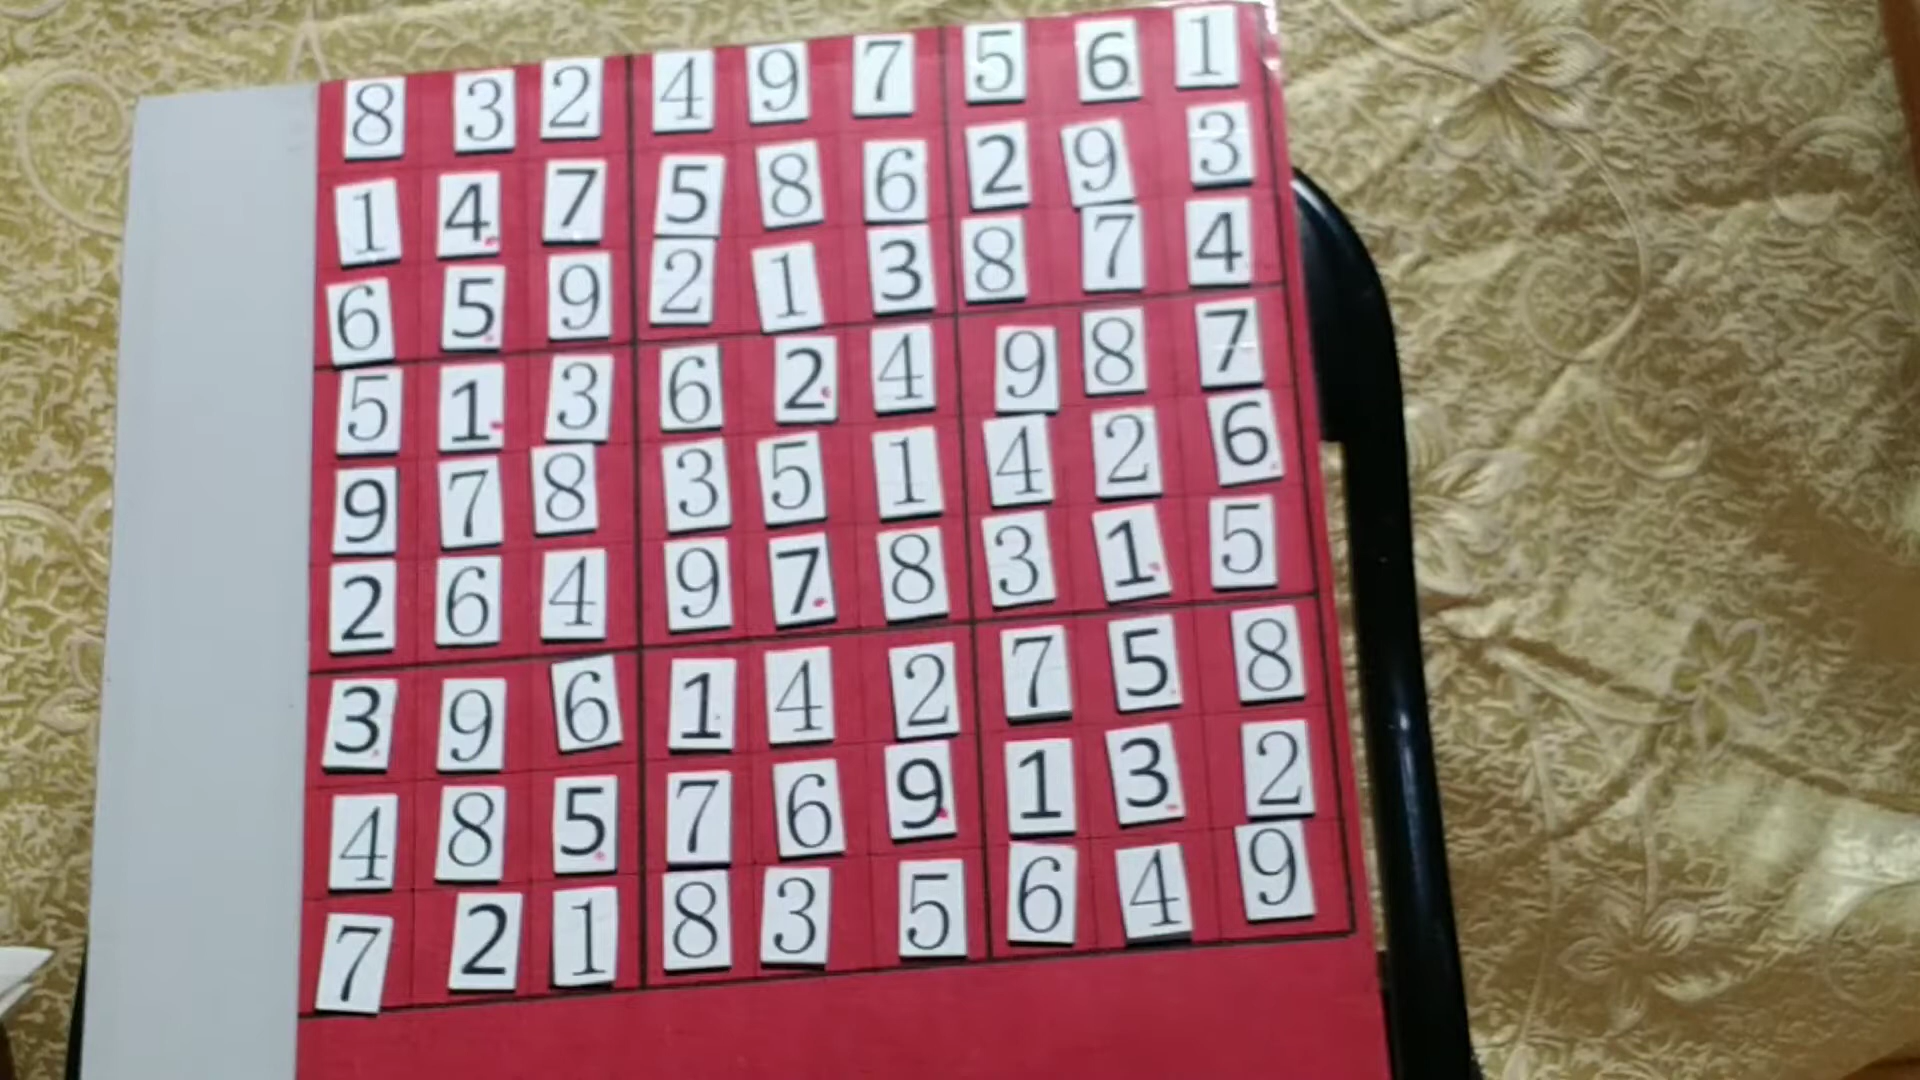 8 3 2 4 9 7 5 6 1
1 4 7 5 8 6 2 9 3
6 5 9 2 1 3 8 7 4
5 1 3 6 2 4 9 8 7
9 7 8 3 5 1 4 2 6
2 6 4 9 7 8 3 1 5
3 9 6 1 4 2 7 5 8
4 8 5 7 6 9 1 3 2
7 2 1 8 3 5 6 4 9